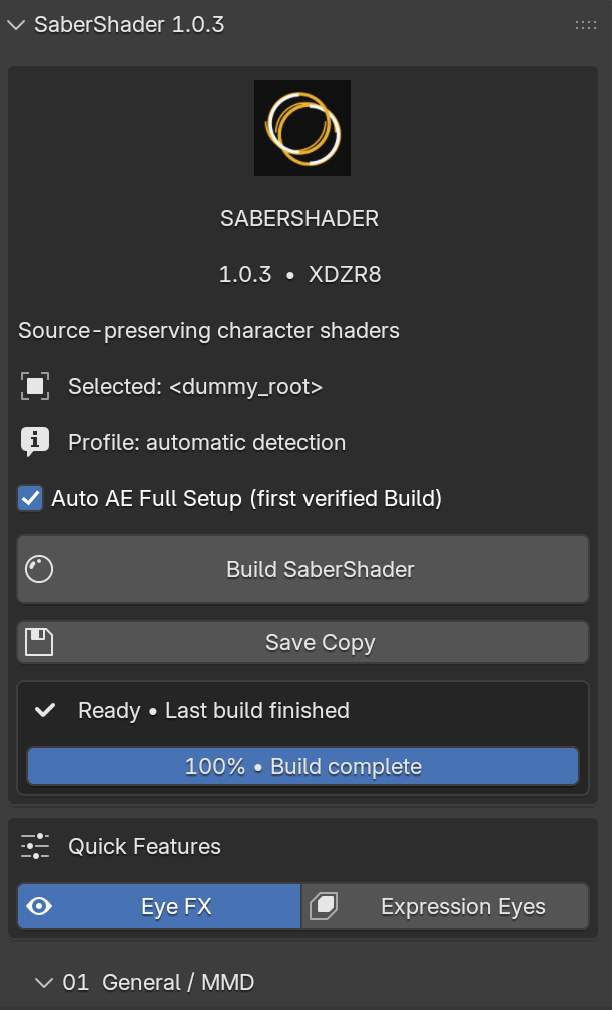 SaberShader 1.0.3
SABERSHADER
1.0.3 • XDZR8
Source-preserving character shaders
Selected: <dummy_root>
Profile: automatic detection
Auto AE Full Setup (first verified Build)
Build SaberShader
Save Copy
Ready • Last build finished
100% • Build complete
Quick Features
Eye FX
Expression Eyes
01 General / MMD